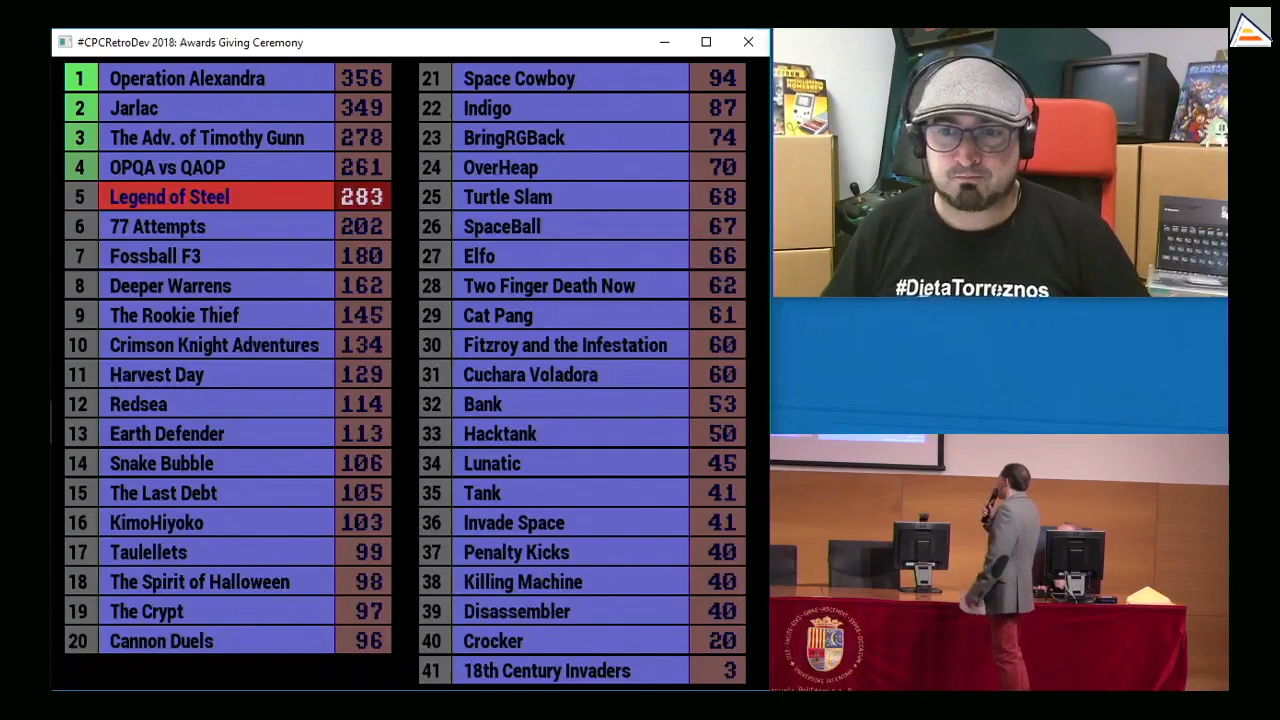 #CPCRetroDev 2018: Awards Giving Ceremony
1 Operation Alexandra 356
2 Jarlac 349
3 The Adv. of Timothy Gunn 278
4 OPQA vs QAOP 261
5 Legend of Steel 283
6 77 Attempts 202
7 Fossball F3 180
8 Deeper Warrens 162
9 The Rookie Thief 145
10 Crimson Knight Adventures 134
11 Harvest Day 129
12 Redsea 114
13 Earth Defender 113
14 Snake Bubble 106
15 The Last Debt 105
16 KimoHiyoko 103
17 Taulellets 99
18 The Spirit of Halloween 98
19 The Crypt 97
20 Cannon Duels 96
21 Space Cowboy 94
22 Indigo 87
23 BringRGBack 74
24 OverHeap 70
25 Turtle Slam 68
26 SpaceBall 67
27 Elfo 66
28 Two Finger Death Now 62
29 Cat Pang 61
30 Fitzroy and the Infestation 60
31 Cuchara Voladora 60
32 Bank 53
33 Hacktank 50
34 Lunatic 45
35 Tank 41
36 Invade Space 41
37 Penalty Kicks 40
38 Killing Machine 40
39 Disassembler 40
40 Crocker 20
41 18th Century Invaders 3
#DietaTorreznos